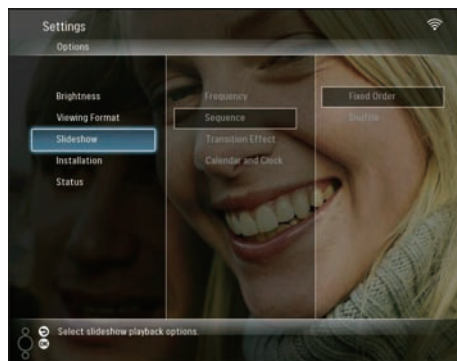 Settings
Options
Brightness
Viewing Format
Slideshow
Installation
Status
Frequency
Sequence
Transition Effect
Calendar and Clock
Fixed Order
Shuffle
Select slideshow playback options.
OK